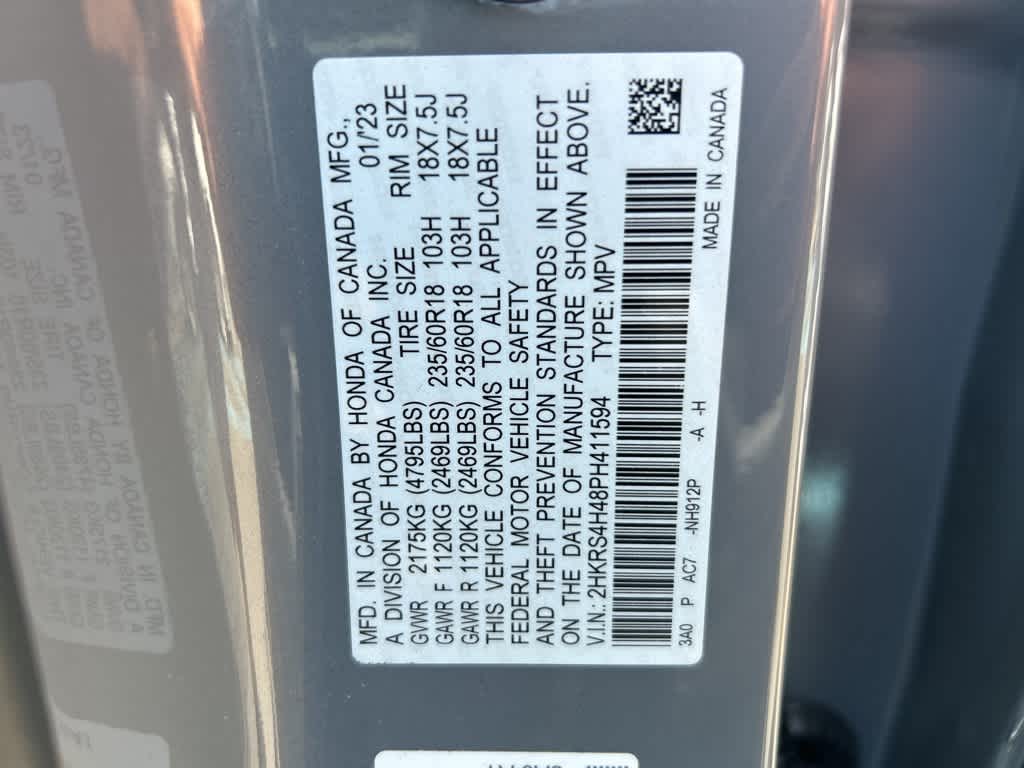 MFD. IN CANADA BY HONDA OF CANADA MFG.,
A DIVISION OF HONDA CANADA INC. 01/23
GVWR 2175KG (4795LBS) TIRE SIZE RIM SIZE
GAWR F 1120KG (2469LBS) 235/60R18 103H 18X7.5J
GAWR R 1120KG (2469LBS) 235/60R18 103H 18X7.5J
THIS VEHICLE CONFORMS TO ALL APPLICABLE
FEDERAL MOTOR VEHICLE SAFETY
AND THEFT PREVENTION STANDARDS IN EFFECT
ON THE DATE OF MANUFACTURE SHOWN ABOVE.
V.I.N.: 2HKRS4H48PH411594 TYPE: MPV
3A0 P AC7 -NH912P -A -H
MADE IN CANADA